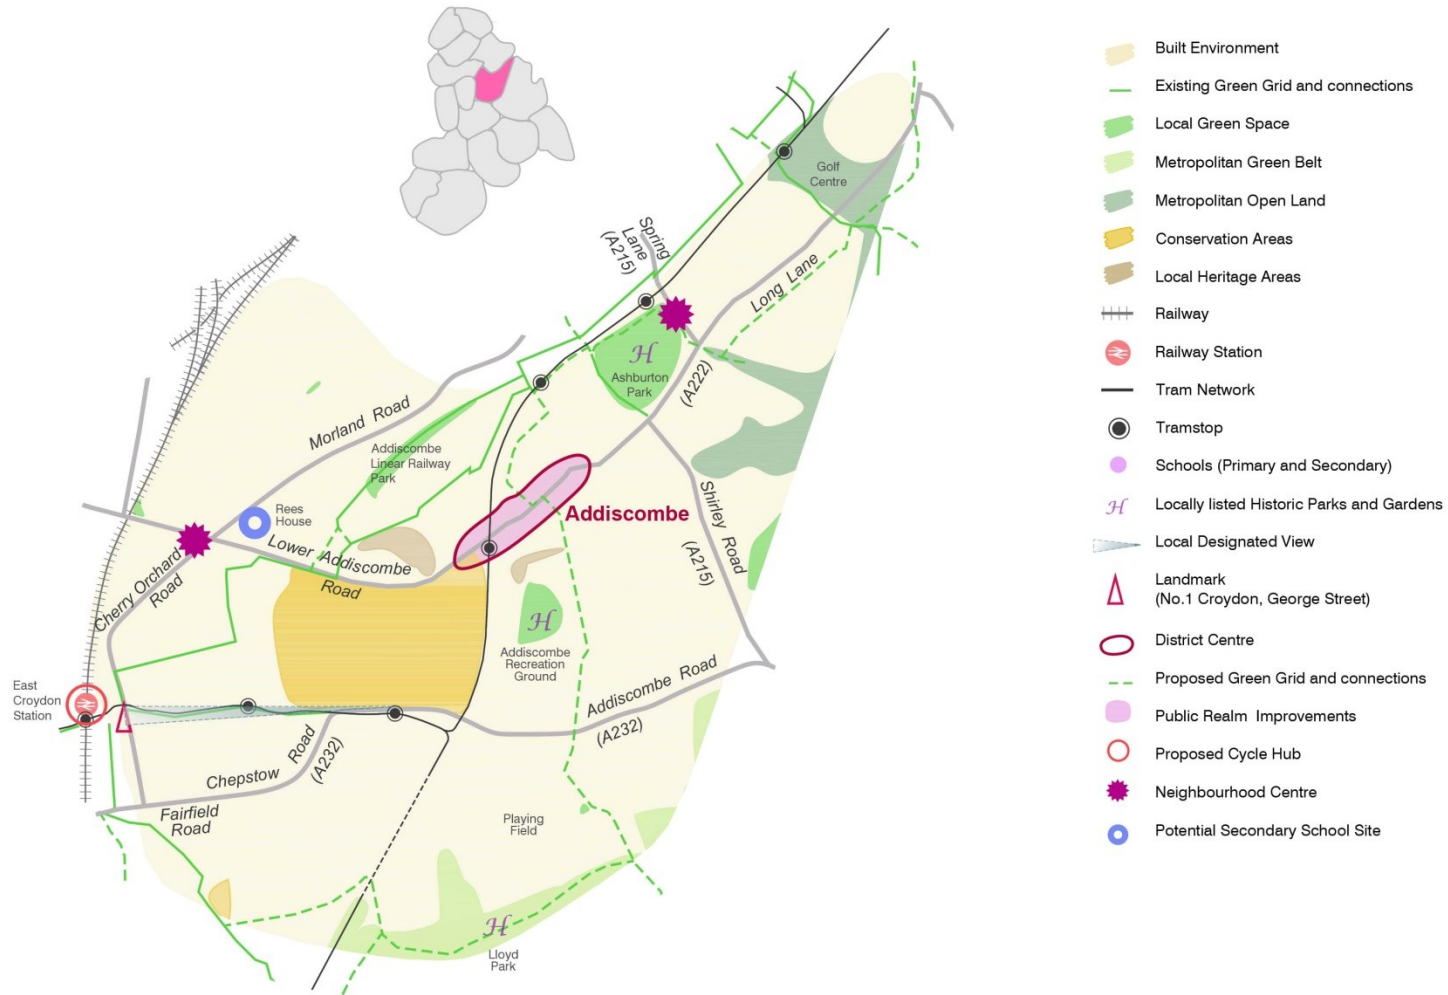 Golf
Centre
Spring
Lane
(A215)
Long Lane
H
Ashburton
Park
(A222)
Morland Road
Addiscombe
Linear Railway
Park
Rees
House
Addiscombe
Shirley Road
(A215)
Lower Addiscombe
Road
Cherry Orchard
Road
H
Addiscombe
Recreation
Ground
East
Croydon
Station
Addiscombe Road
(A232)
Chepstow Road
(A232)
Fairfield
Road
Playing
Field
H
Lloyd
Park
Built Environment
Existing Green Grid and connections
Local Green Space
Metropolitan Green Belt
Metropolitan Open Land
Conservation Areas
Local Heritage Areas
Railway
Railway Station
Tram Network
Tramstop
Schools (Primary and Secondary)
H Locally listed Historic Parks and Gardens
Local Designated View
Landmark
(No.1 Croydon, George Street)
District Centre
Proposed Green Grid and connections
Public Realm Improvements
Proposed Cycle Hub
Neighbourhood Centre
Potential Secondary School Site